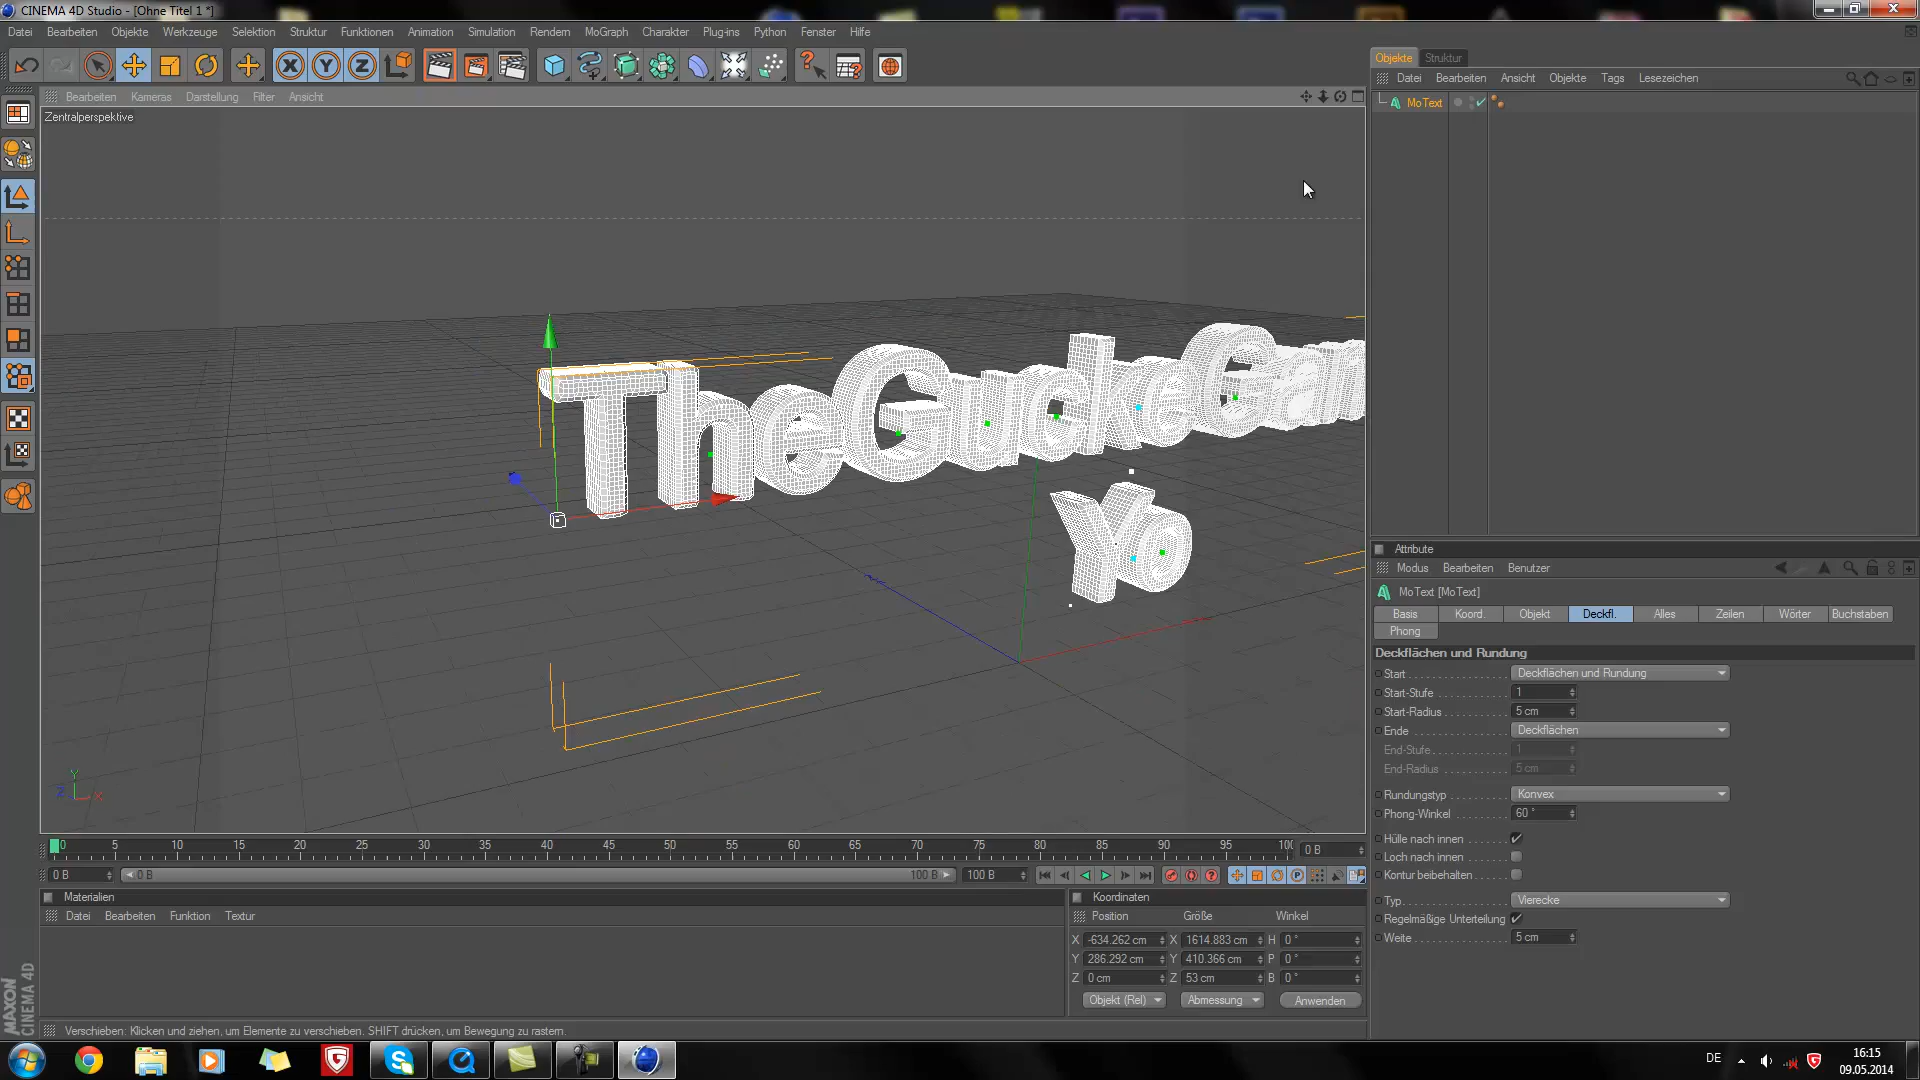 CINEMA 4D Studio - [Ohne Titel 1 *]
Datei Bearbeiten Objekte Werkzeuge Selektion Struktur Funktionen Animation Simulation Rendern MoGraph Charakter Plug-ins Python Fenster Hilfe
Bearbeiten Kameras Darstellung Filter Ansicht
Zentralperspektive
TheGuckeGam
Yo
Y
Z X
0 5 10 15 20 25 30 35 40 45 50 55 60 65 70 75 80 85 90 95 100
0 B
0 B 0 B 100 B 100 B
Materialien
Datei Bearbeiten Funktion Textur
Koordinaten
Position Größe Winkel
X -634.262 cm X 1614.883 cm H 0 °
Y 286.292 cm Y 410.366 cm P 0 °
Z 0 cm Z 53 cm B 0 °
Objekt (Rel) Abmessung Anwenden
Verschieben: Klicken und ziehen, um Elemente zu verschieben. SHIFT drücken, um Bewegung zu rastern.
MAXON
CINEMA 4D
Objekte Struktur
Datei Bearbeiten Ansicht Objekte Tags Lesezeichen
MoText
Attribute
Modus Bearbeiten Benutzer
MoText [MoText]
Basis Koord. Objekt Deckfl. Alles Zeilen Wörter Buchstaben
Phong
Deckflächen und Rundung
Start Deckflächen und Rundung
Start-Stufe 1
Start-Radius 5 cm
Ende Deckflächen
End-Stufe 1
End-Radius 5 cm
Rundungstyp Konvex
Phong-Winkel 60 °
Hülle nach innen
Loch nach innen
Kontur beibehalten
Typ Vierecke
Regelmäßige Unterteilung
Weite 5 cm
DE
16:15
09.05.2014